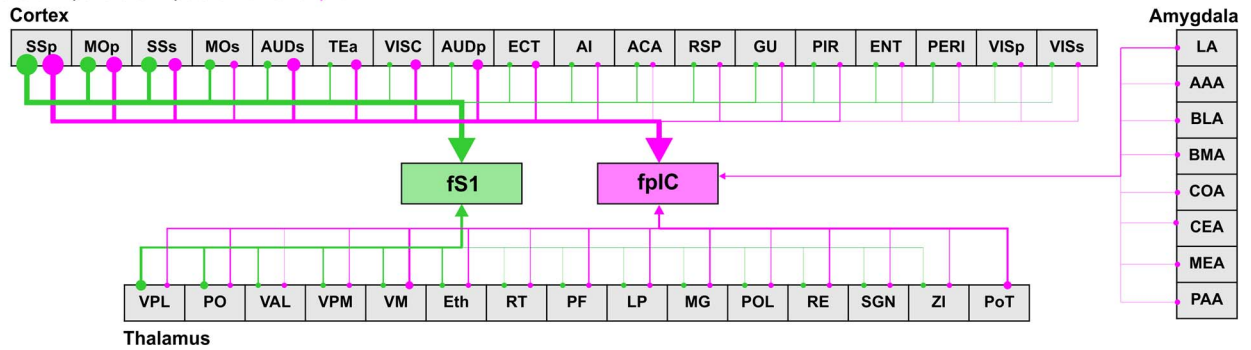 Cortex
Amygdala
SSp MOp SSs MOs AUDs TEa VISC AUDp ECT AI ACA RSP GU PIR ENT PERI VISp VISs
LA
AAA
BLA
BMA
COA
CEA
MEA
PAA
fS1
fpIC
VPL PO VAL VPM VM Eth RT PF LP MG POL RE SGN ZI PoT
Thalamus